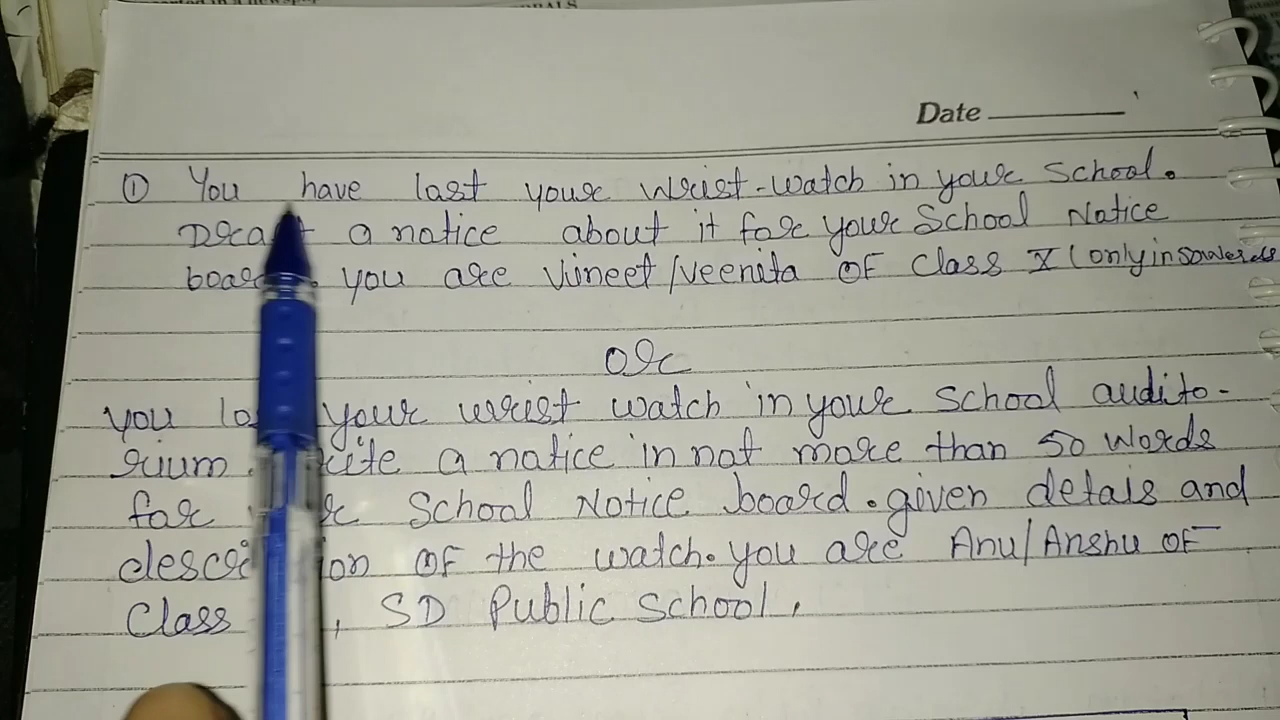 Date
① You have last your wrist-watch in your School.
a notice about it for your School Notice
you are Vineet/Veenita OF Class X (only in 50 words
Or
you your wrist watch in your School audito-
rium. a notice in not more than 50 words
for School Notice board. given detais and
OF the watch. you are Anu/Anshu OF
Class , SD Public School,